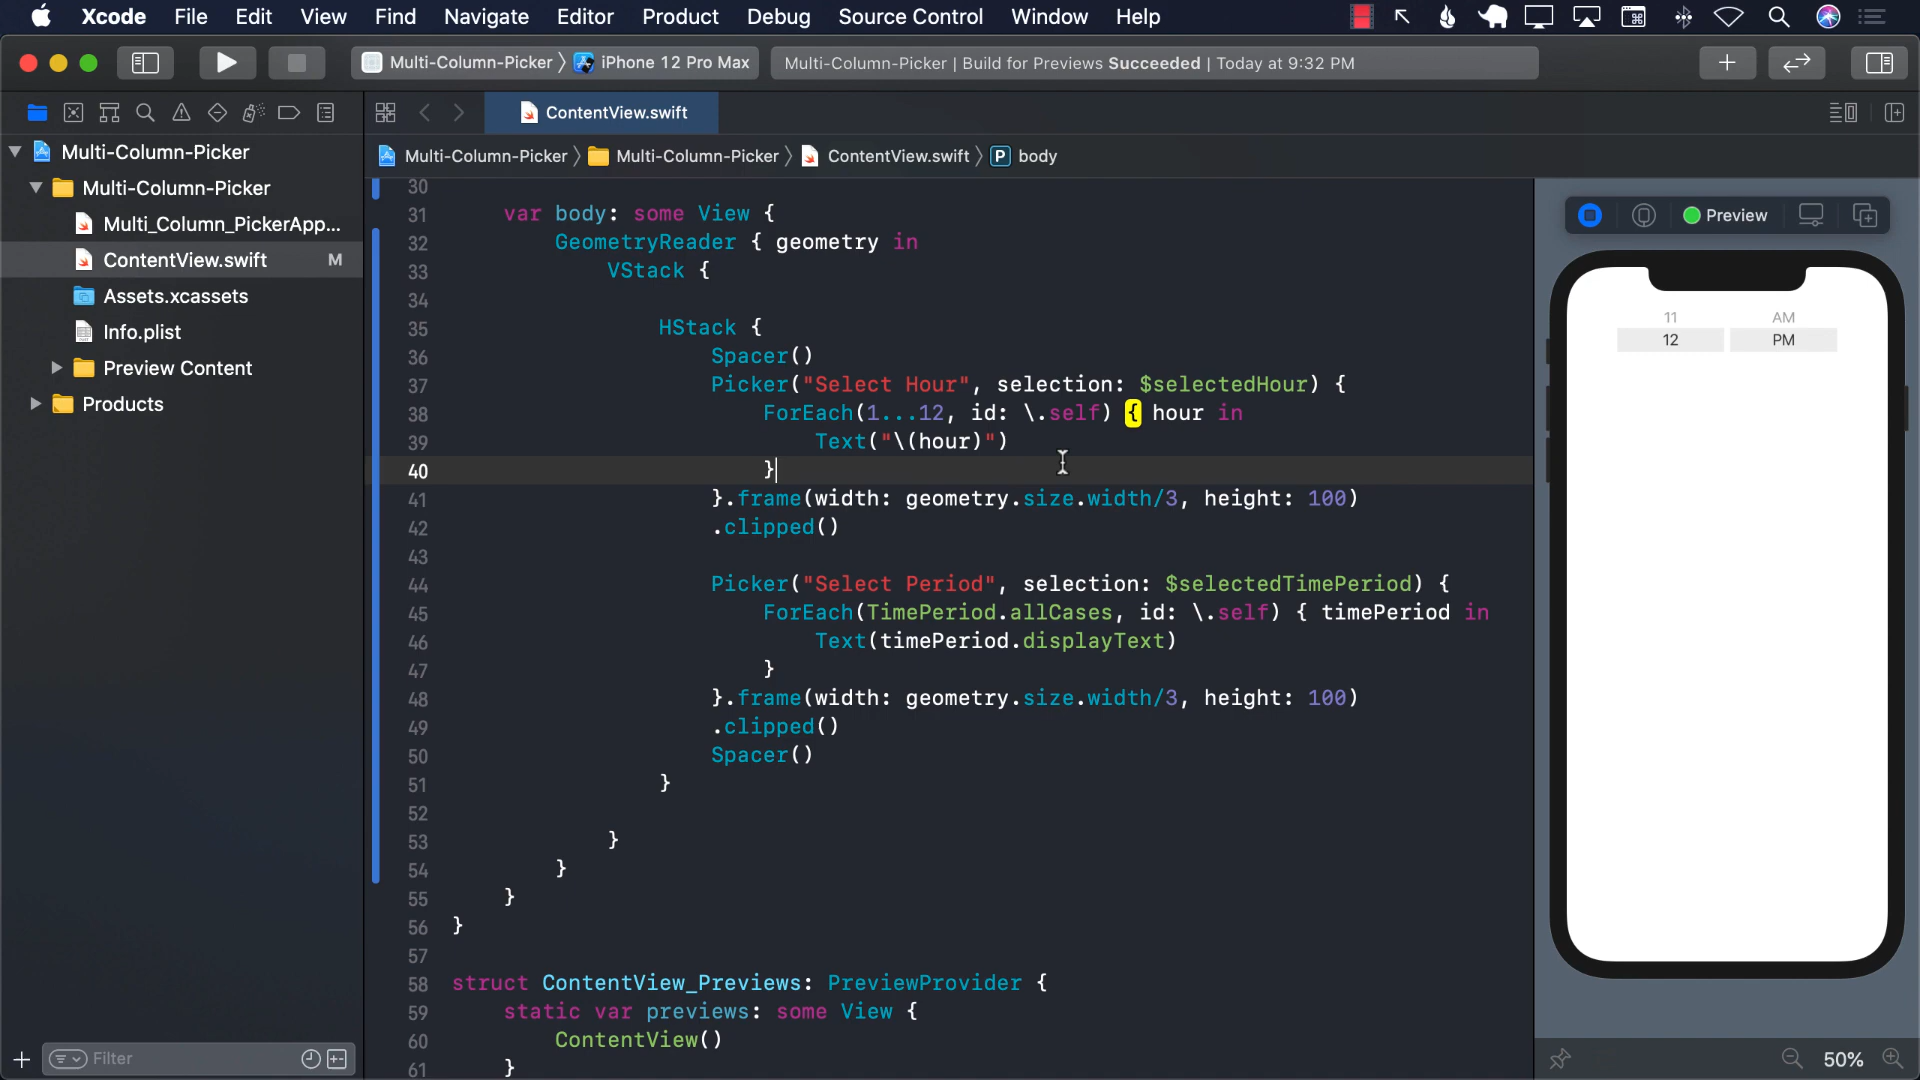 Xcode File Edit View Find Navigate Editor Product Debug Source Control Window Help
Multi-Column-Picker 〉 iPhone 12 Pro Max
Multi-Column-Picker | Build for Previews Succeeded | Today at 9:32 PM
ContentView.swift
Multi-Column-Picker 〉 Multi-Column-Picker 〉 ContentView.swift 〉 P body
Multi-Column-Picker
Multi-Column-Picker
Multi_Column_PickerApp...
ContentView.swift M
Assets.xcassets
Info.plist
Preview Content
Products
Filter
30
31 var body: some View {
32 GeometryReader { geometry in
33 VStack {
34
35 HStack {
36 Spacer()
37 Picker("Select Hour", selection: $selectedHour) {
38 ForEach(1...12, id: \.self) { hour in
39 Text("\(hour)")
40 }
41 }.frame(width: geometry.size.width/3, height: 100)
42 .clipped()
43
44 Picker("Select Period", selection: $selectedTimePeriod) {
45 ForEach(TimePeriod.allCases, id: \.self) { timePeriod in
46 Text(timePeriod.displayText)
47 }
48 }.frame(width: geometry.size.width/3, height: 100)
49 .clipped()
50 Spacer()
51 }
52
53 }
54 }
55 }
56 }
57
58 struct ContentView_Previews: PreviewProvider {
59 static var previews: some View {
60 ContentView()
61 }
Preview
11 AM
12 PM
50%